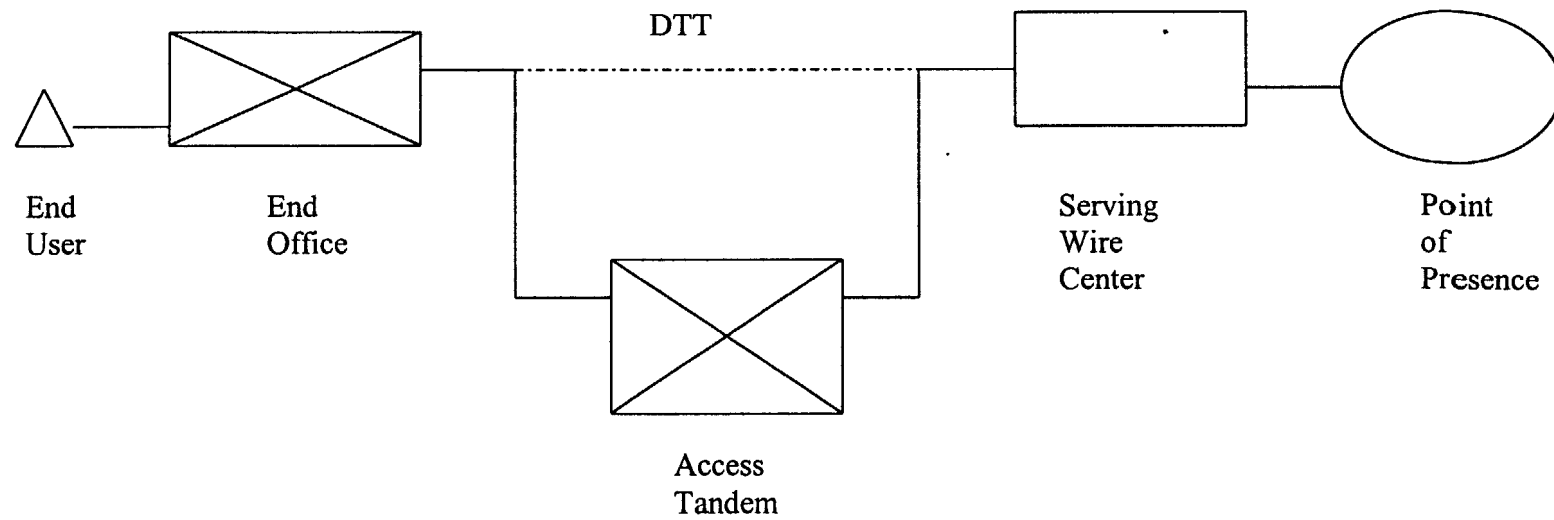 DTT
End
User
End
Office
Serving
Wire
Center
Point
of
Presence
Access
Tandem